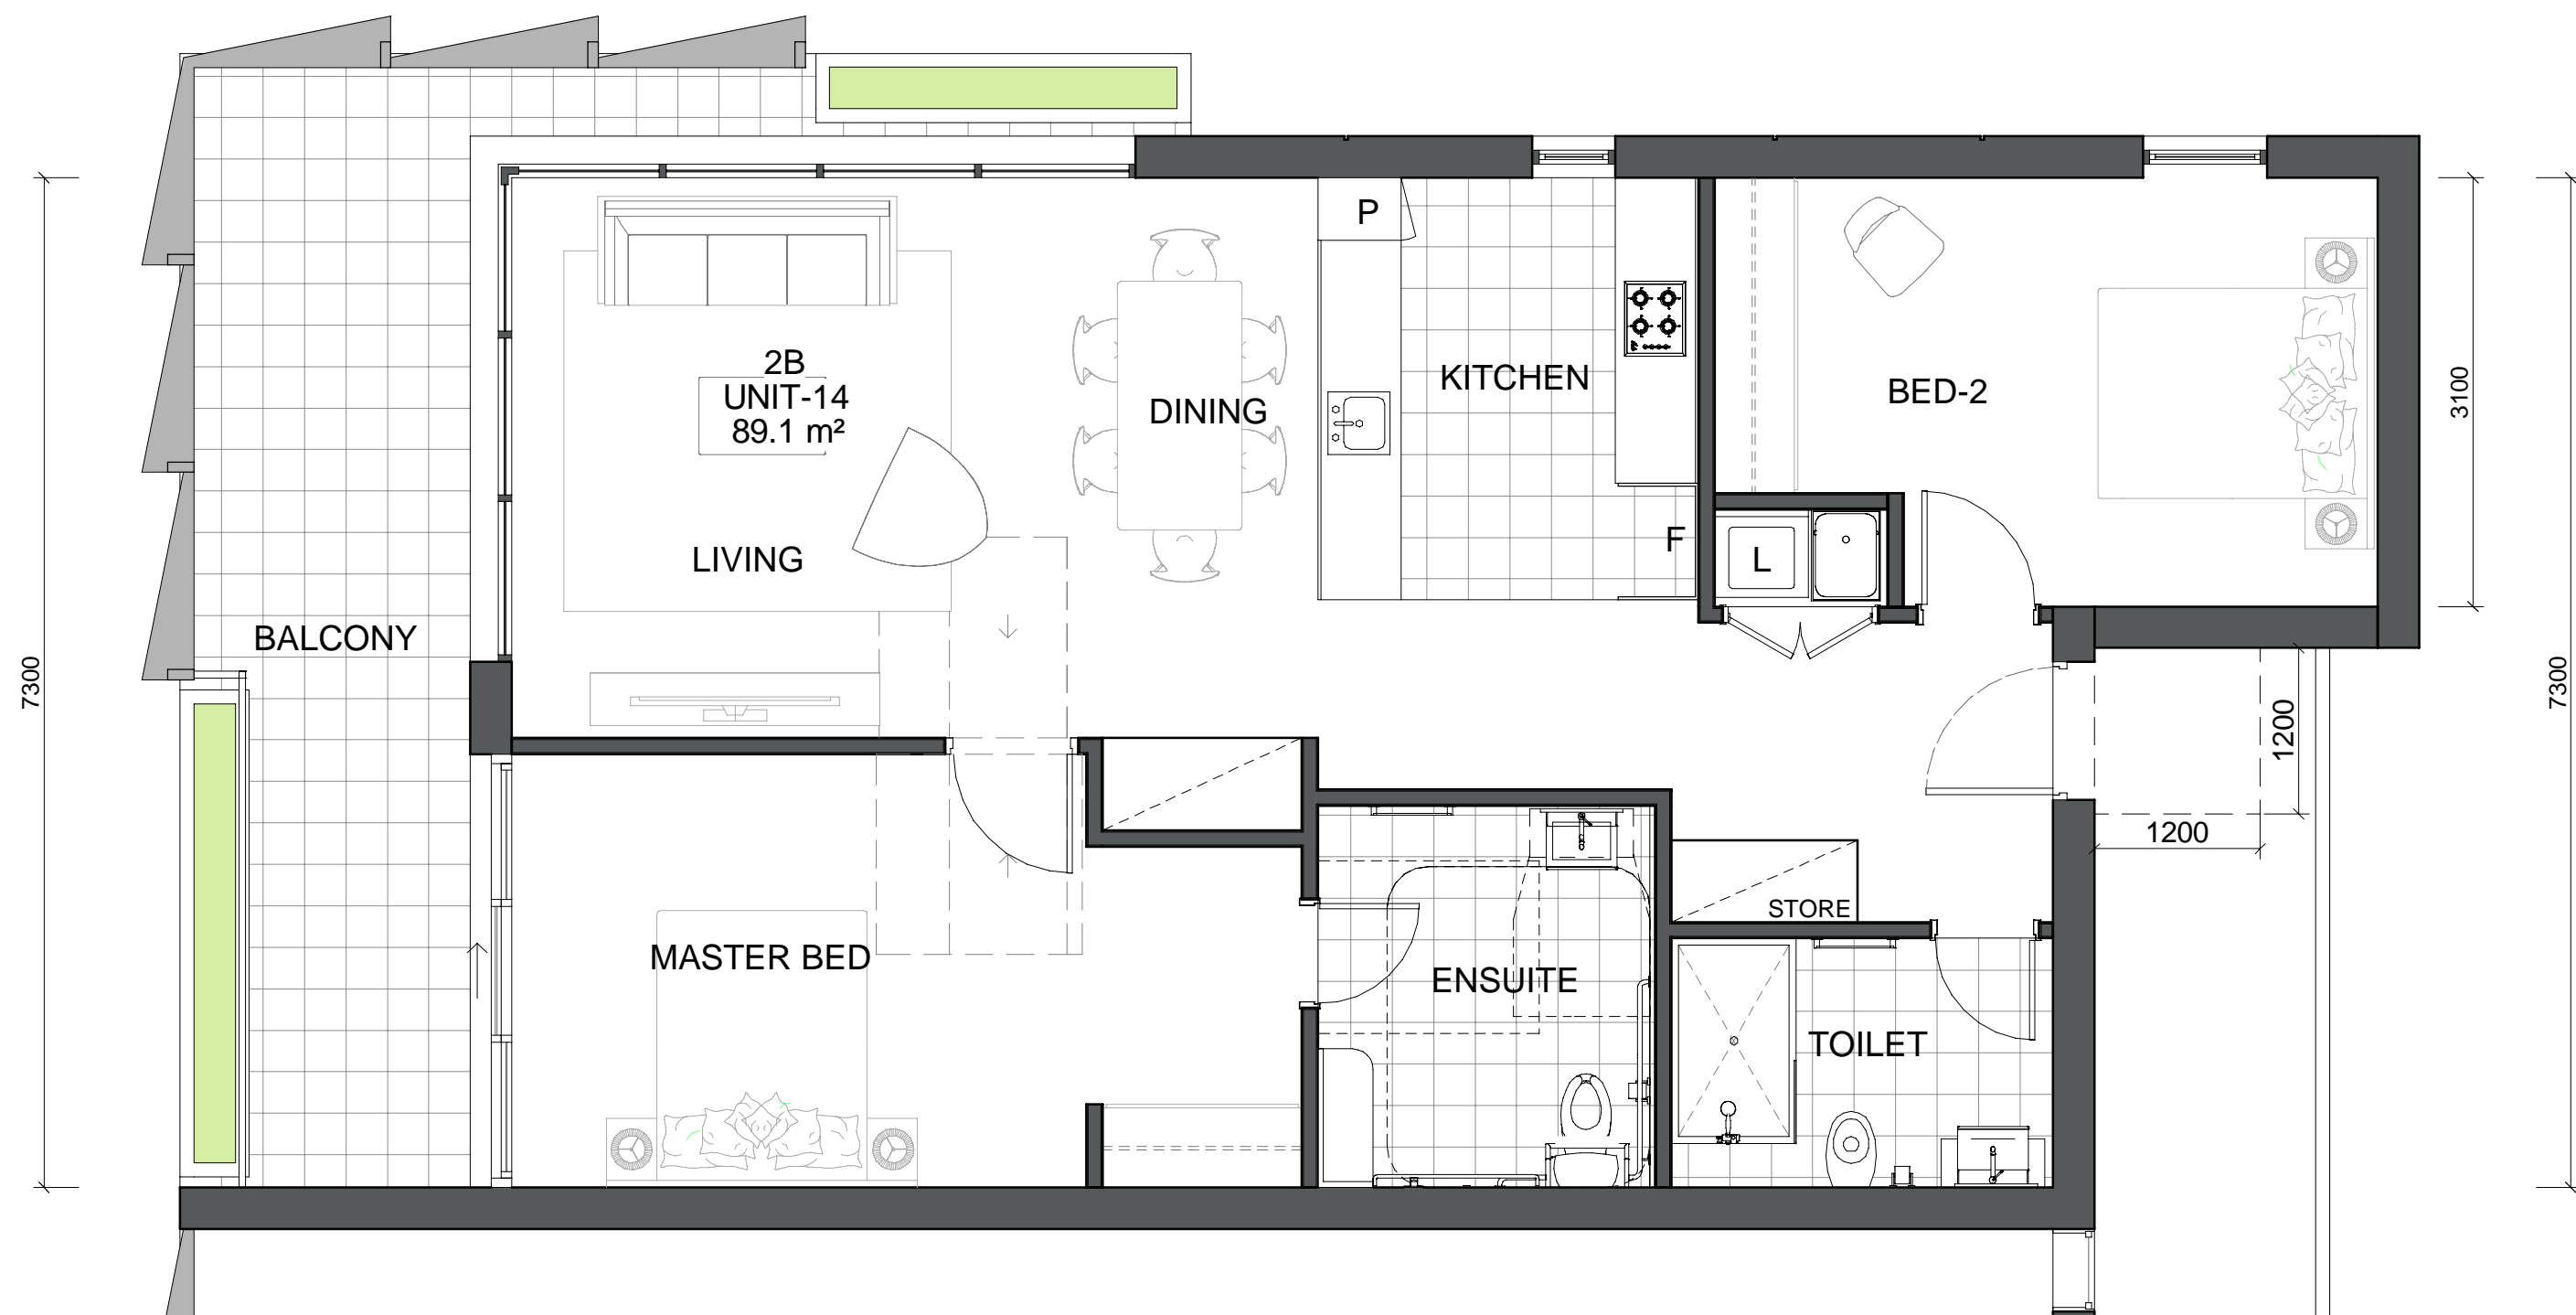 P
2B
UNIT-14
89.1 m²
DINING
KITCHEN
BED-2
3100
F
L
LIVING
BALCONY
7300
7300
1200
1200
STORE
MASTER BED
ENSUITE
TOILET